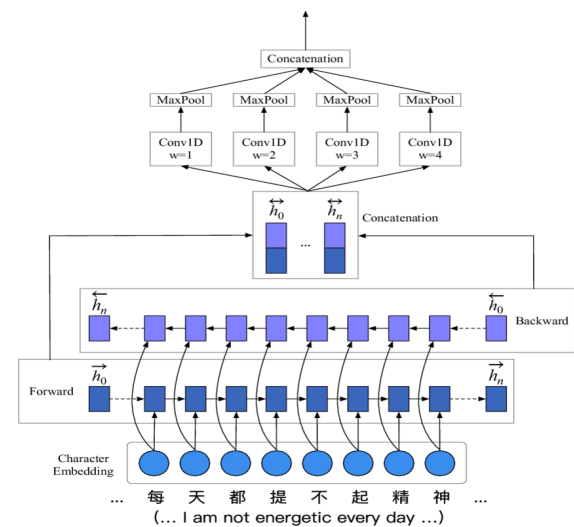 Concatenation
MaxPool MaxPool MaxPool MaxPool
Conv1D w=1 Conv1D w=2 Conv1D w=3 Conv1D w=4
h₀ ... hₙ Concatenation
hₙ h₀ Backward
Forward h₀ hₙ
Character Embedding
... 每 天 都 提 不 起 精 神 ...
(... I am not energetic every day ...)